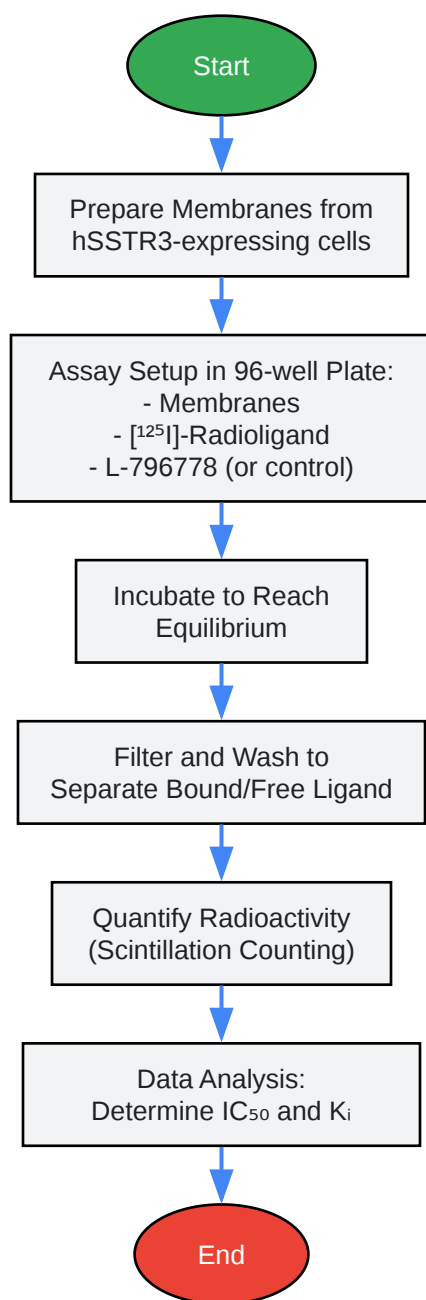 Start
Prepare Membranes from
hSSTR3-expressing cells
Assay Setup in 96-well Plate:
- Membranes
- [¹²⁵I]-Radioligand
- L-796778 (or control)
Incubate to Reach
Equilibrium
Filter and Wash to
Separate Bound/Free Ligand
Quantify Radioactivity
(Scintillation Counting)
Data Analysis:
Determine IC₅₀ and Kᵢ
End